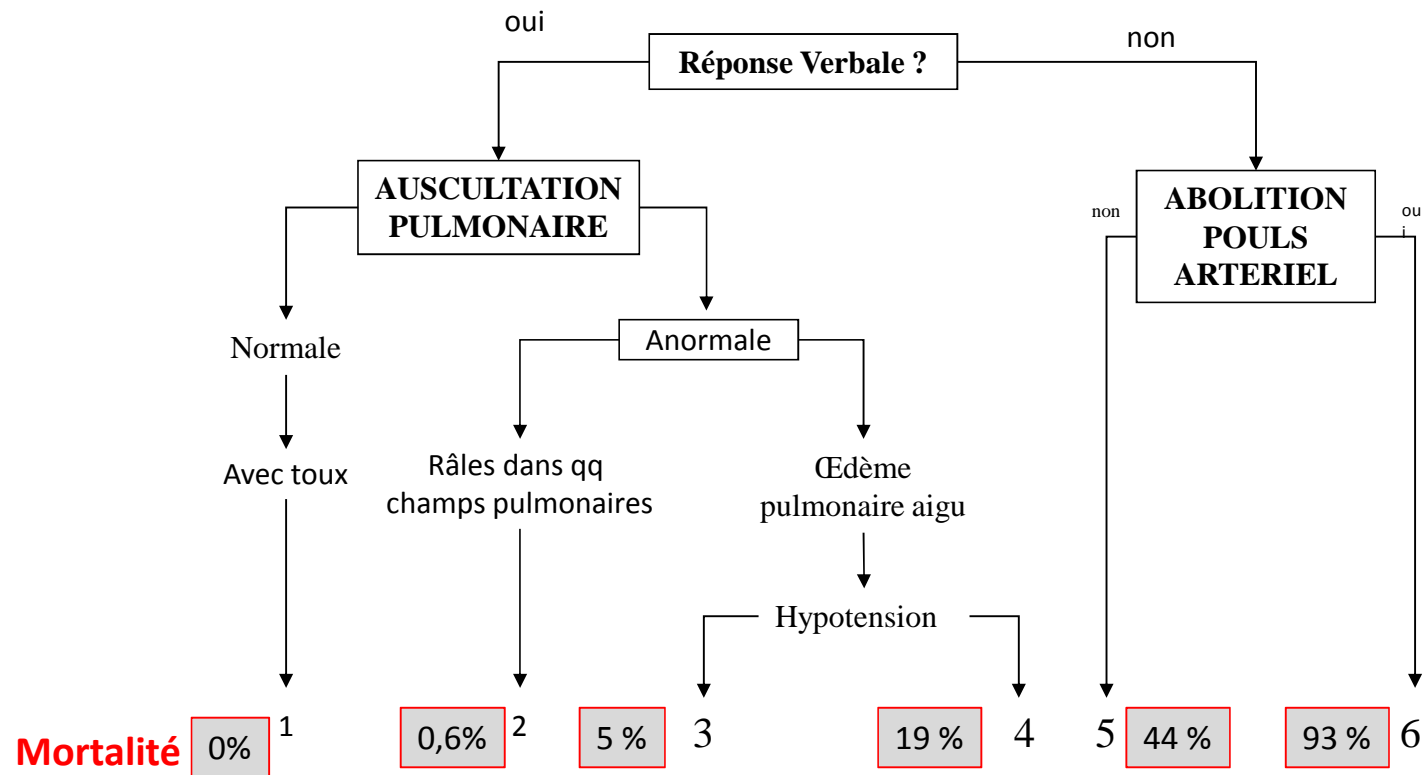 oui
non
Réponse Verbale ?
AUSCULTATION
PULMONAIRE
ABOLITION
POULS
ARTERIEL
non
ou
i
Normale
Anormale
Avec toux
Râles dans qq
champs pulmonaires
Œdème
pulmonaire aigu
Hypotension
Mortalité
0% 1
0,6% 2
5 % 3
19 % 4
5 44 %
93 % 6